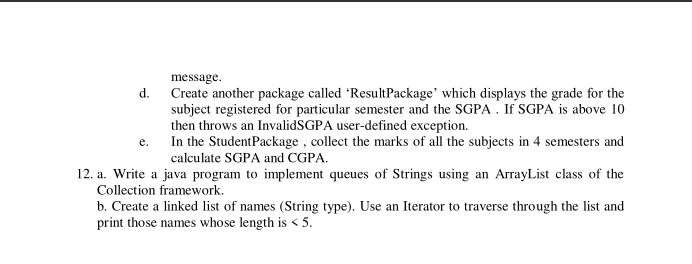 message.
d. Create another package called ‘ResultPackage’ which displays the grade for the
subject registered for particular semester and the SGPA . If SGPA is above 10
then throws an InvalidSGPA user-defined exception.
e. In the StudentPackage , collect the marks of all the subjects in 4 semesters and
calculate SGPA and CGPA.
12. a. Write a java program to implement queues of Strings using an ArrayList class of the
Collection framework.
b. Create a linked list of names (String type). Use an Iterator to traverse through the list and
print those names whose length is < 5.